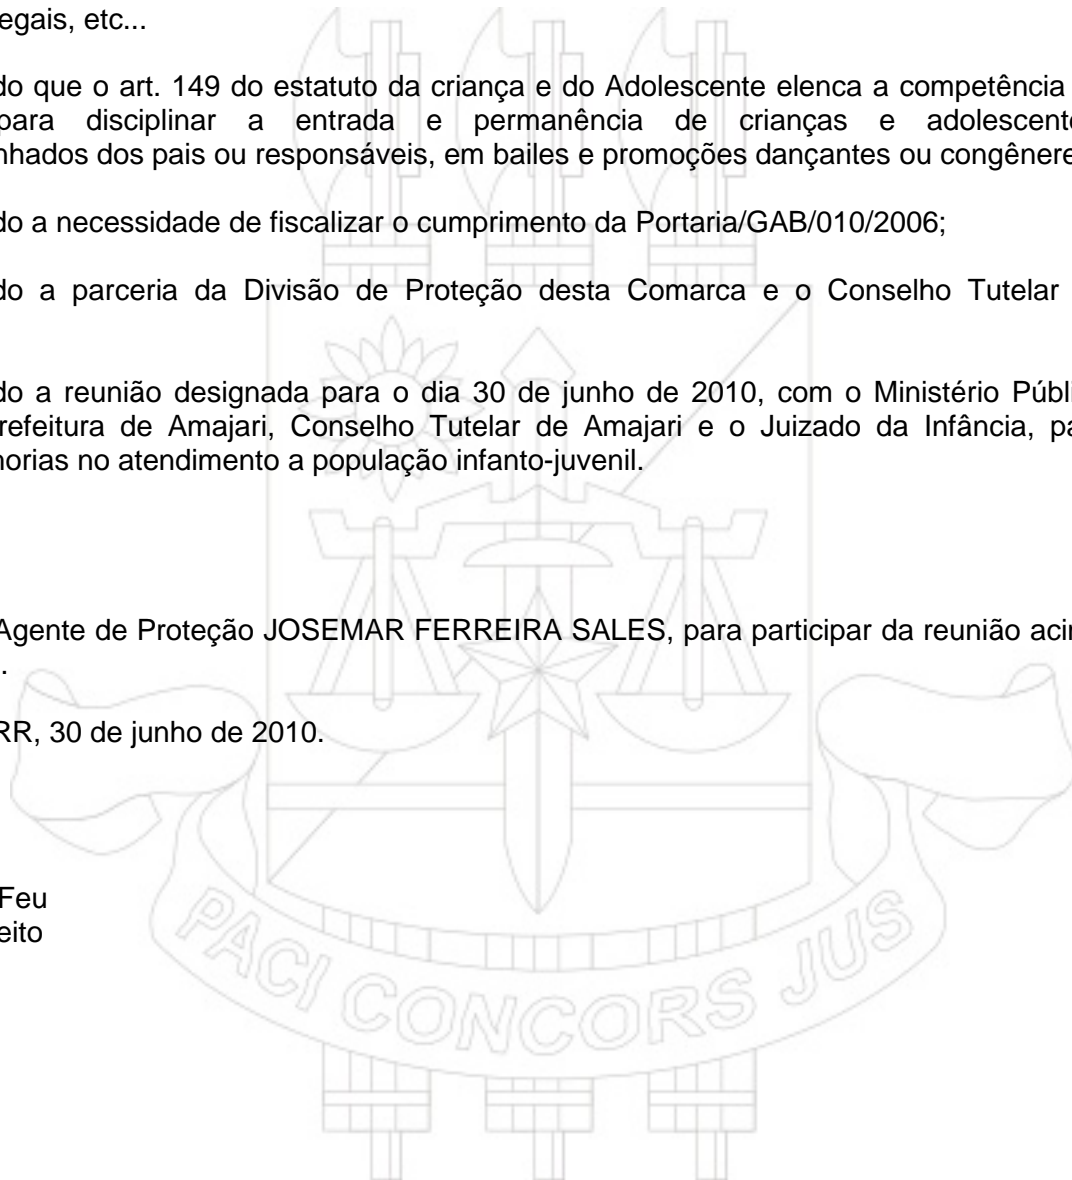 egais, etc...
do que o art. 149 do estatuto da criança e do Adolescente elenca a competência
para disciplinar a entrada e permanência de crianças e adolescente
nhados dos pais ou responsáveis, em bailes e promoções dançantes ou congênere
do a necessidade de fiscalizar o cumprimento da Portaria/GAB/010/2006;
do a parceria da Divisão de Proteção desta Comarca e o Conselho Tutelar
do a reunião designada para o dia 30 de junho de 2010, com o Ministério Públi
refeitura de Amajari, Conselho Tutelar de Amajari e o Juizado da Infância, pa
horias no atendimento a população infanto-juvenil.
Agente de Proteção JOSEMAR FERREIRA SALES, para participar da reunião acir
.
RR, 30 de junho de 2010.
Feu
eito
PACI CONCORS JUS